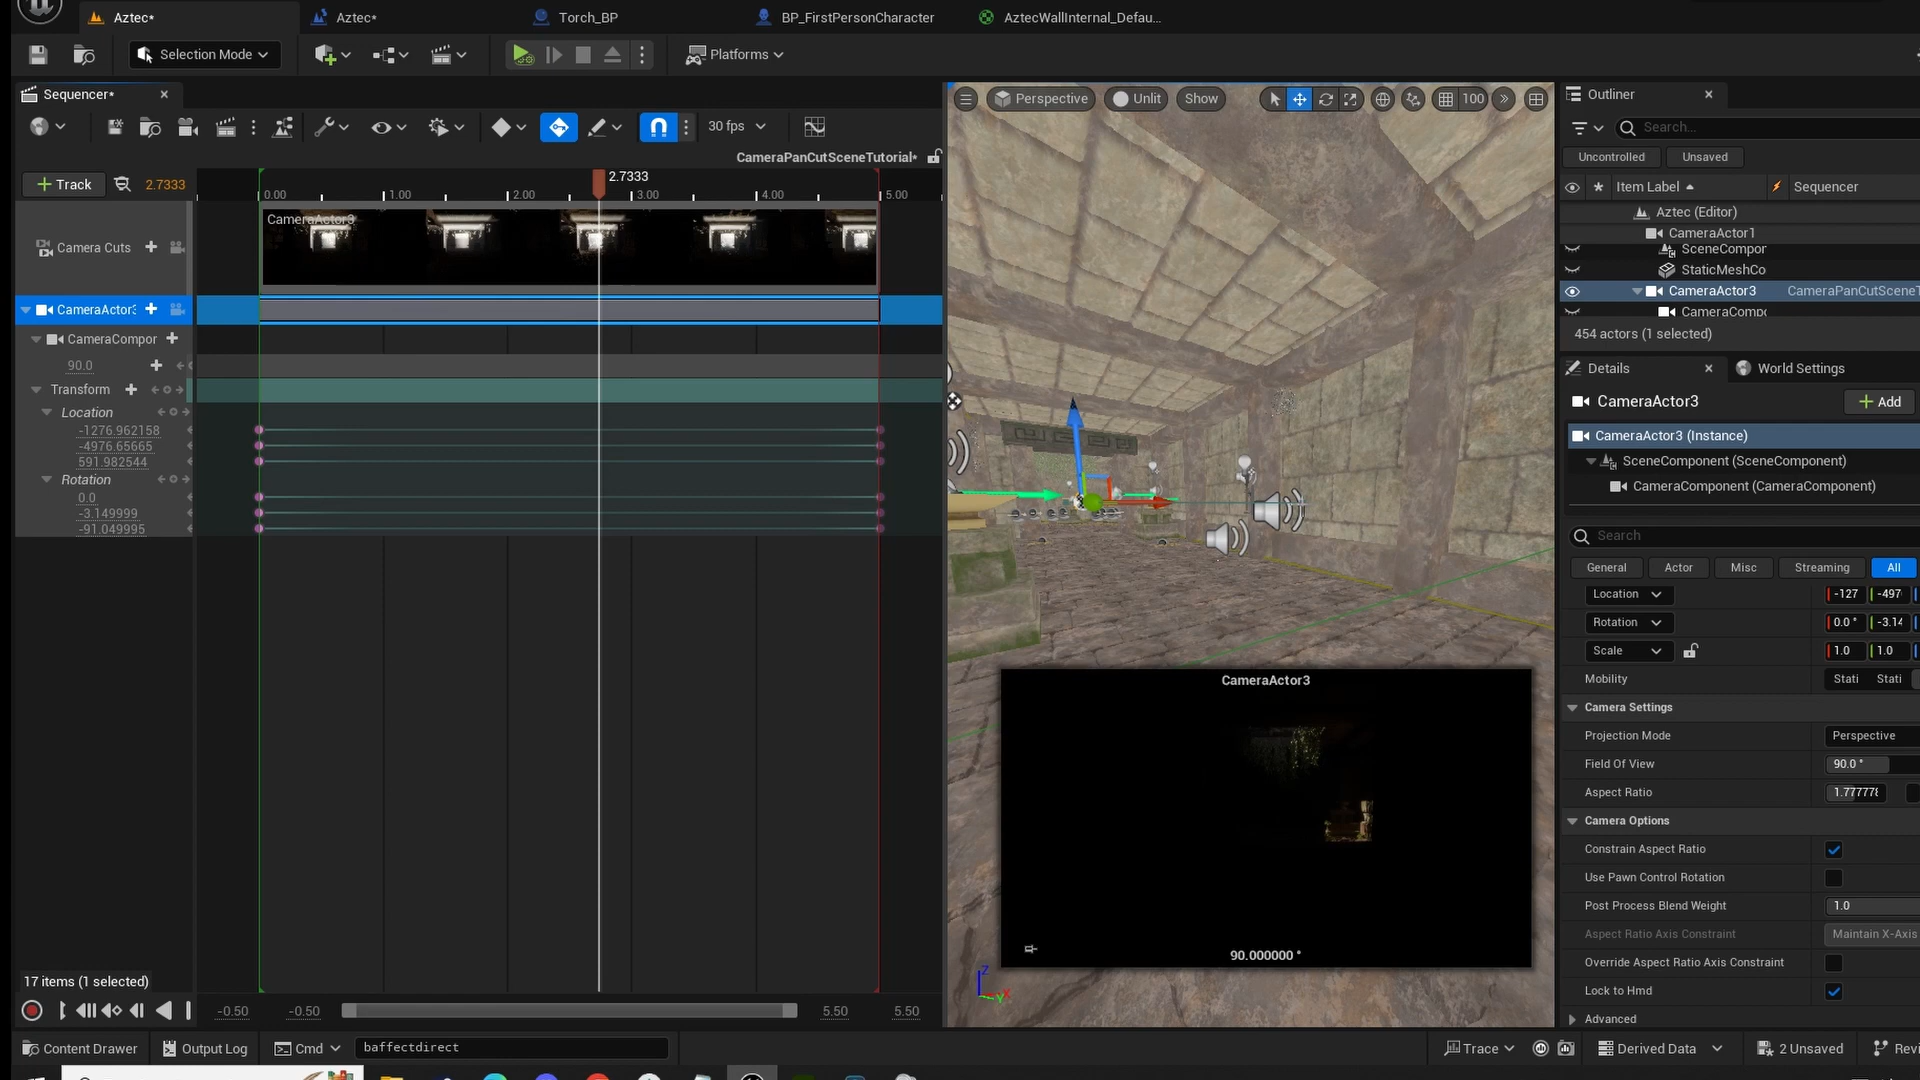 Aztec*
Aztec*
Torch_BP
BP_FirstPersonCharacter
AztecWallInternal_Defau...
Selection Mode
Platforms
Sequencer*
30 fps
CameraPanCutSceneTutorial*
Track
2.7333
2.7333
0.00 1.00 2.00 3.00 4.00 5.00
Camera Cuts
CameraActor3
CameraActor3
CameraCompor
90.0
Transform
Location
-1276.962158
-4976.65665
591.982544
Rotation
0.0
-3.149999
-91.049995
17 items (1 selected)
-0.50 -0.50 5.50 5.50
Perspective Unlit Show 100
CameraActor3
90.000000 °
Z
X
Y
Outliner
Search...
Uncontrolled Unsaved
Item Label Sequencer
Aztec (Editor)
CameraActor1
SceneCompor
StaticMeshCo
CameraActor3 CameraPanCutSceneT
CameraCompo
454 actors (1 selected)
Details World Settings
CameraActor3 Add
CameraActor3 (Instance)
SceneComponent (SceneComponent)
CameraComponent (CameraComponent)
Search
General Actor Misc Streaming All
Location -127 -497
Rotation 0.0 ° -3.14
Scale 1.0 1.0
Mobility Stati Stati
Camera Settings
Projection Mode Perspective
Field Of View 90.0 °
Aspect Ratio 1.777778
Camera Options
Constrain Aspect Ratio
Use Pawn Control Rotation
Post Process Blend Weight 1.0
Aspect Ratio Axis Constraint Maintain X-Axis
Override Aspect Ratio Axis Constraint
Lock to Hmd
Advanced
Content Drawer Output Log Cmd baffectdirect
Trace Derived Data 2 Unsaved Revi